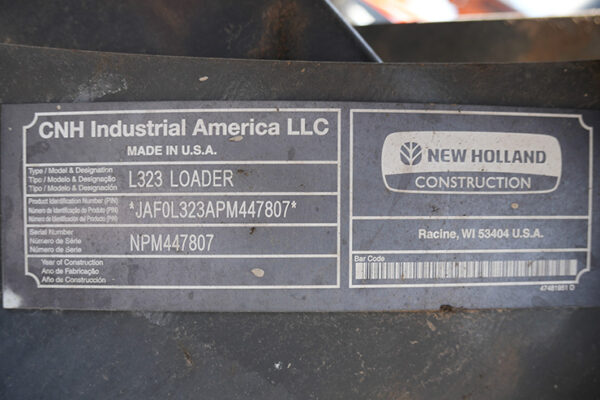 CNH Industrial America LLC
MADE IN U.S.A.
Type / Model & Designation
Tipo / Modelo & Designação
Tipo / Modelo & Designación
L323 LOADER
Product Identification Number (PIN)
Número de Identificação do Produto (PIN)
Número de Identificación del Producto (PIN)
*JAF0L323APM447807*
Serial Number
Número de Série
Número de Serie
NPM447807
Year of Construction
Ano de Fabricação
Año de Construcción
NEW HOLLAND
CONSTRUCTION
Racine, WI 53404 U.S.A.
Bar Code
47481951 D